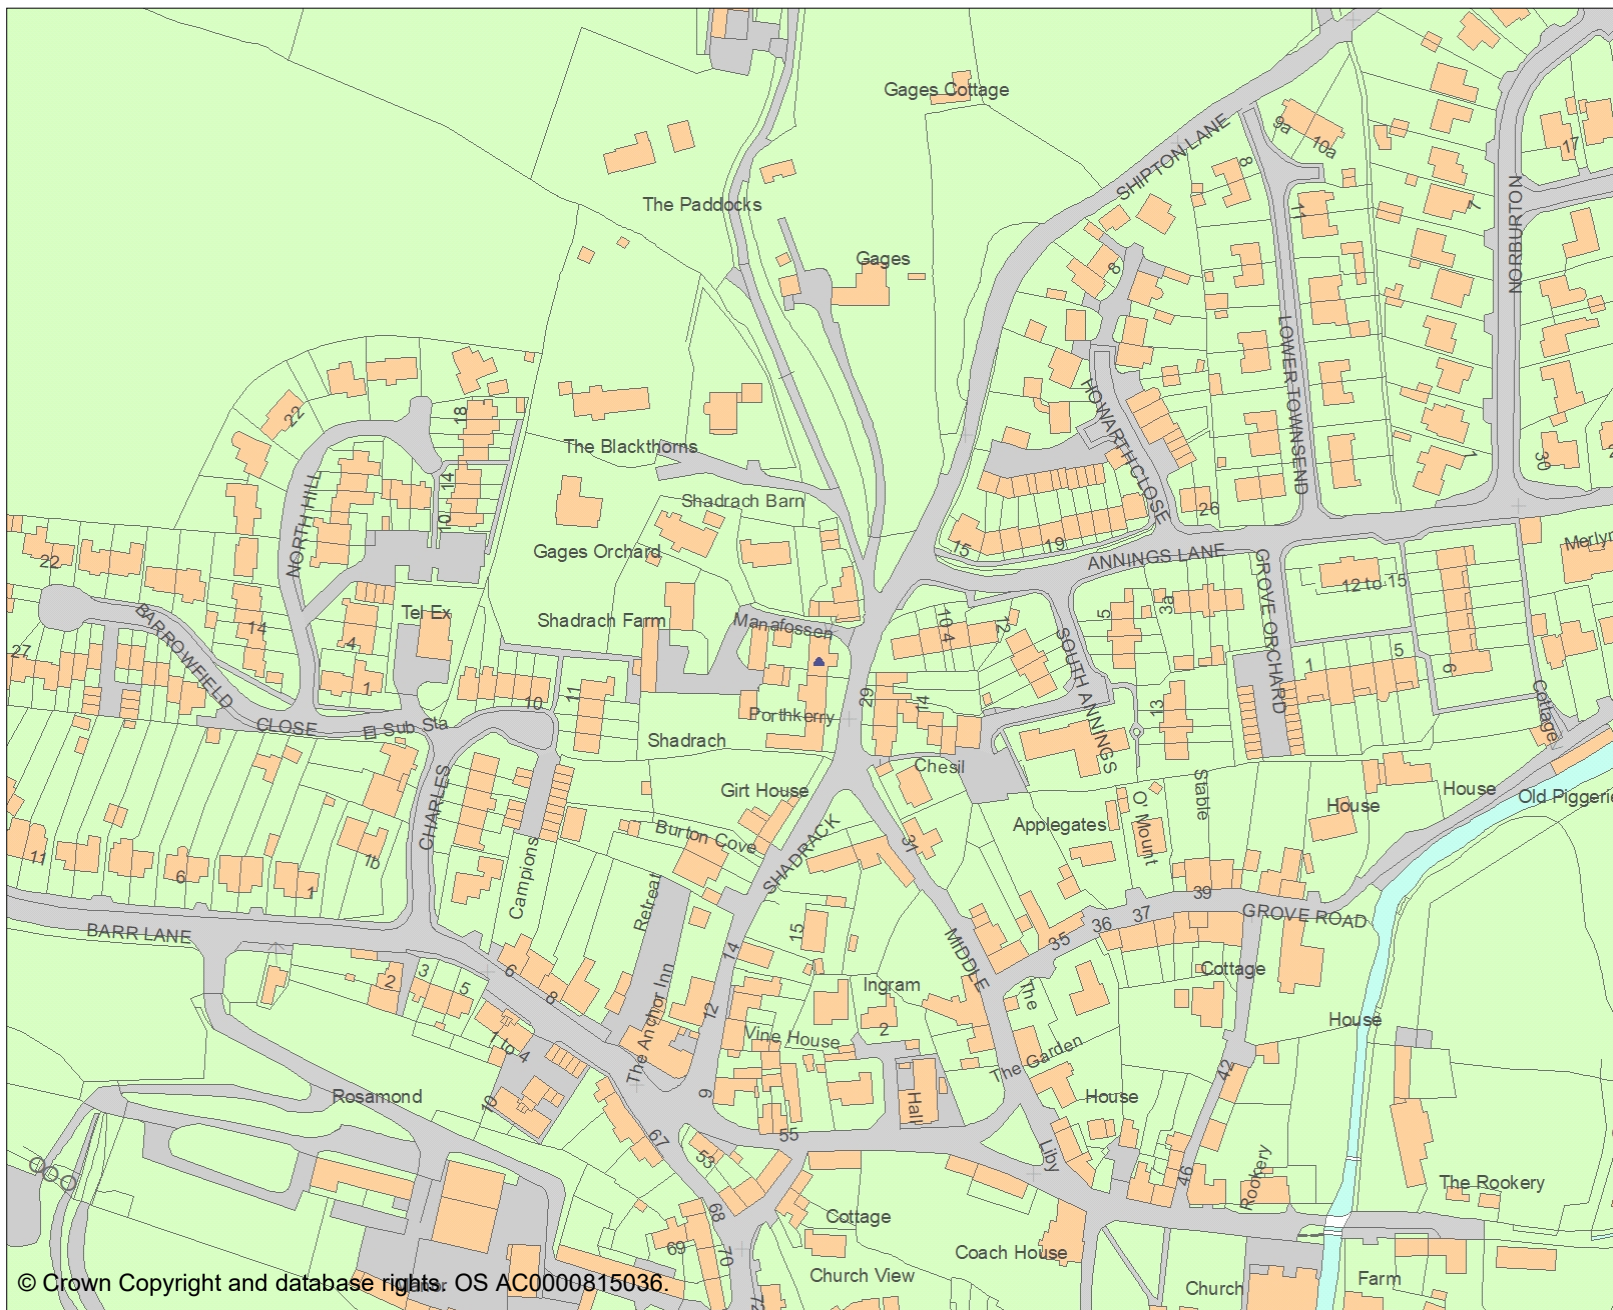 Gages Cottage
SHIPTON LANE
9a
10a
8
17
The Paddocks
11
7
NORBURTON
Gages
8
LOWER TOWNSEND
HOWARTH CLOSE
22
18
The Blackthorns
1
30
14
Shadrach Barn
NORTH HILL
10
26
Gages Orchard
15
19
ANNINGS LANE
Merlyn
22
12 to 15
GROVE ORCHARD
Tel Ex
Shadrach Farm
Manafossen
10
4
12
5
3a
BARROWFIELD
14
4
SOUTH ANNINGS
27
1
5
6
1
10
11
29
14
13
Cottage
Porthkerry
CLOSE
El Sub Sta
Shadrach
Chesil
CHARLES
Girt House
Stable
House
House
Old Piggerie
O' Mount
Applegates
Burton Cove
31
11
1b
SHADRACK
6
1
Campions
Retreat
39
GROVE ROAD
37
36
35
BARR LANE
15
14
MIDDLE
Cottage
2
3
5
6
8
The Anchor Inn
12
Ingram
The
House
2
Vine House
1 to 4
The Garden
42
Rosamond
10
9
Hall
House
67
55
53
Liby
46
Rookery
The Rookery
68
Cottage
69
70
Coach House
Church View
Church
Farm
72
Manor
© Crown Copyright and database rights. OS AC0000815036.